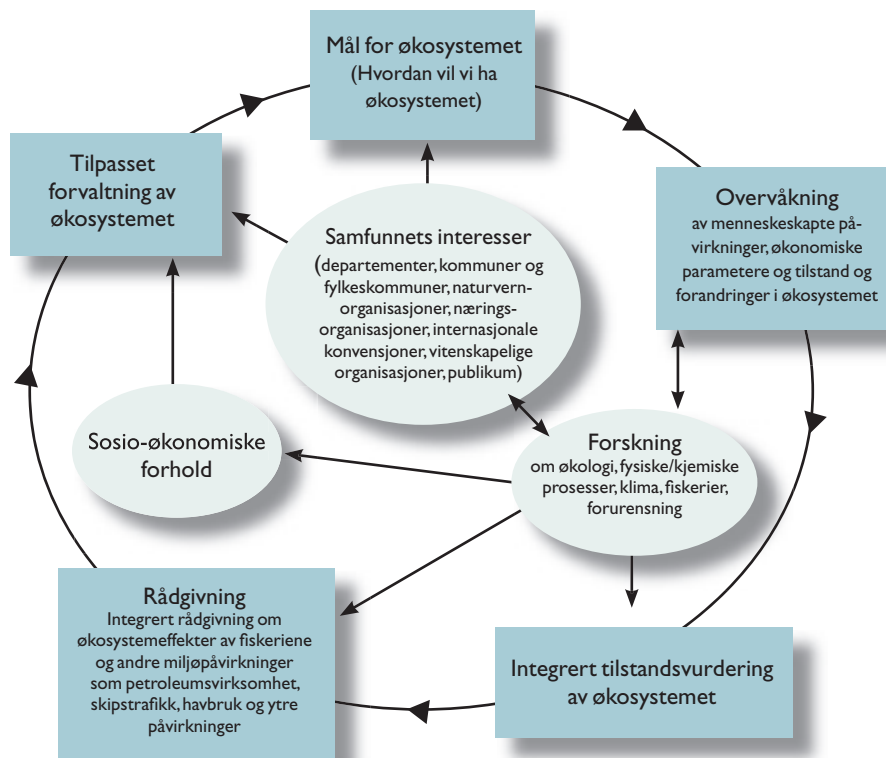 Mål for økosystemet
(Hvordan vil vi ha
økosystemet)
Tilpasset
forvaltning av
økosystemet
Overvåkning
av menneskeskapte på-
virkninger, økonomiske
parametere og tilstand og
forandringer i økosystemet
Samfunnets interesser
(departementer, kommuner og
fylkeskommuner, naturvern-
organisasjoner, nærings-
organisasjoner, internasjonale
konvensjoner, vitenskapelige
organisasjoner, publikum)
Sosio-økonomiske
forhold
Forskning
om økologi, fysiske/kjemiske
prosesser, klima, fiskerier,
forurensning
Rådgivning
Integrert rådgivning om
økosystemeffekter av fiskeriene
og andre miljøpåvirkninger
som petroleumsvirksomhet,
skipstrafikk, havbruk og ytre
påvirkninger
Integrert tilstandsvurdering
av økosystemet